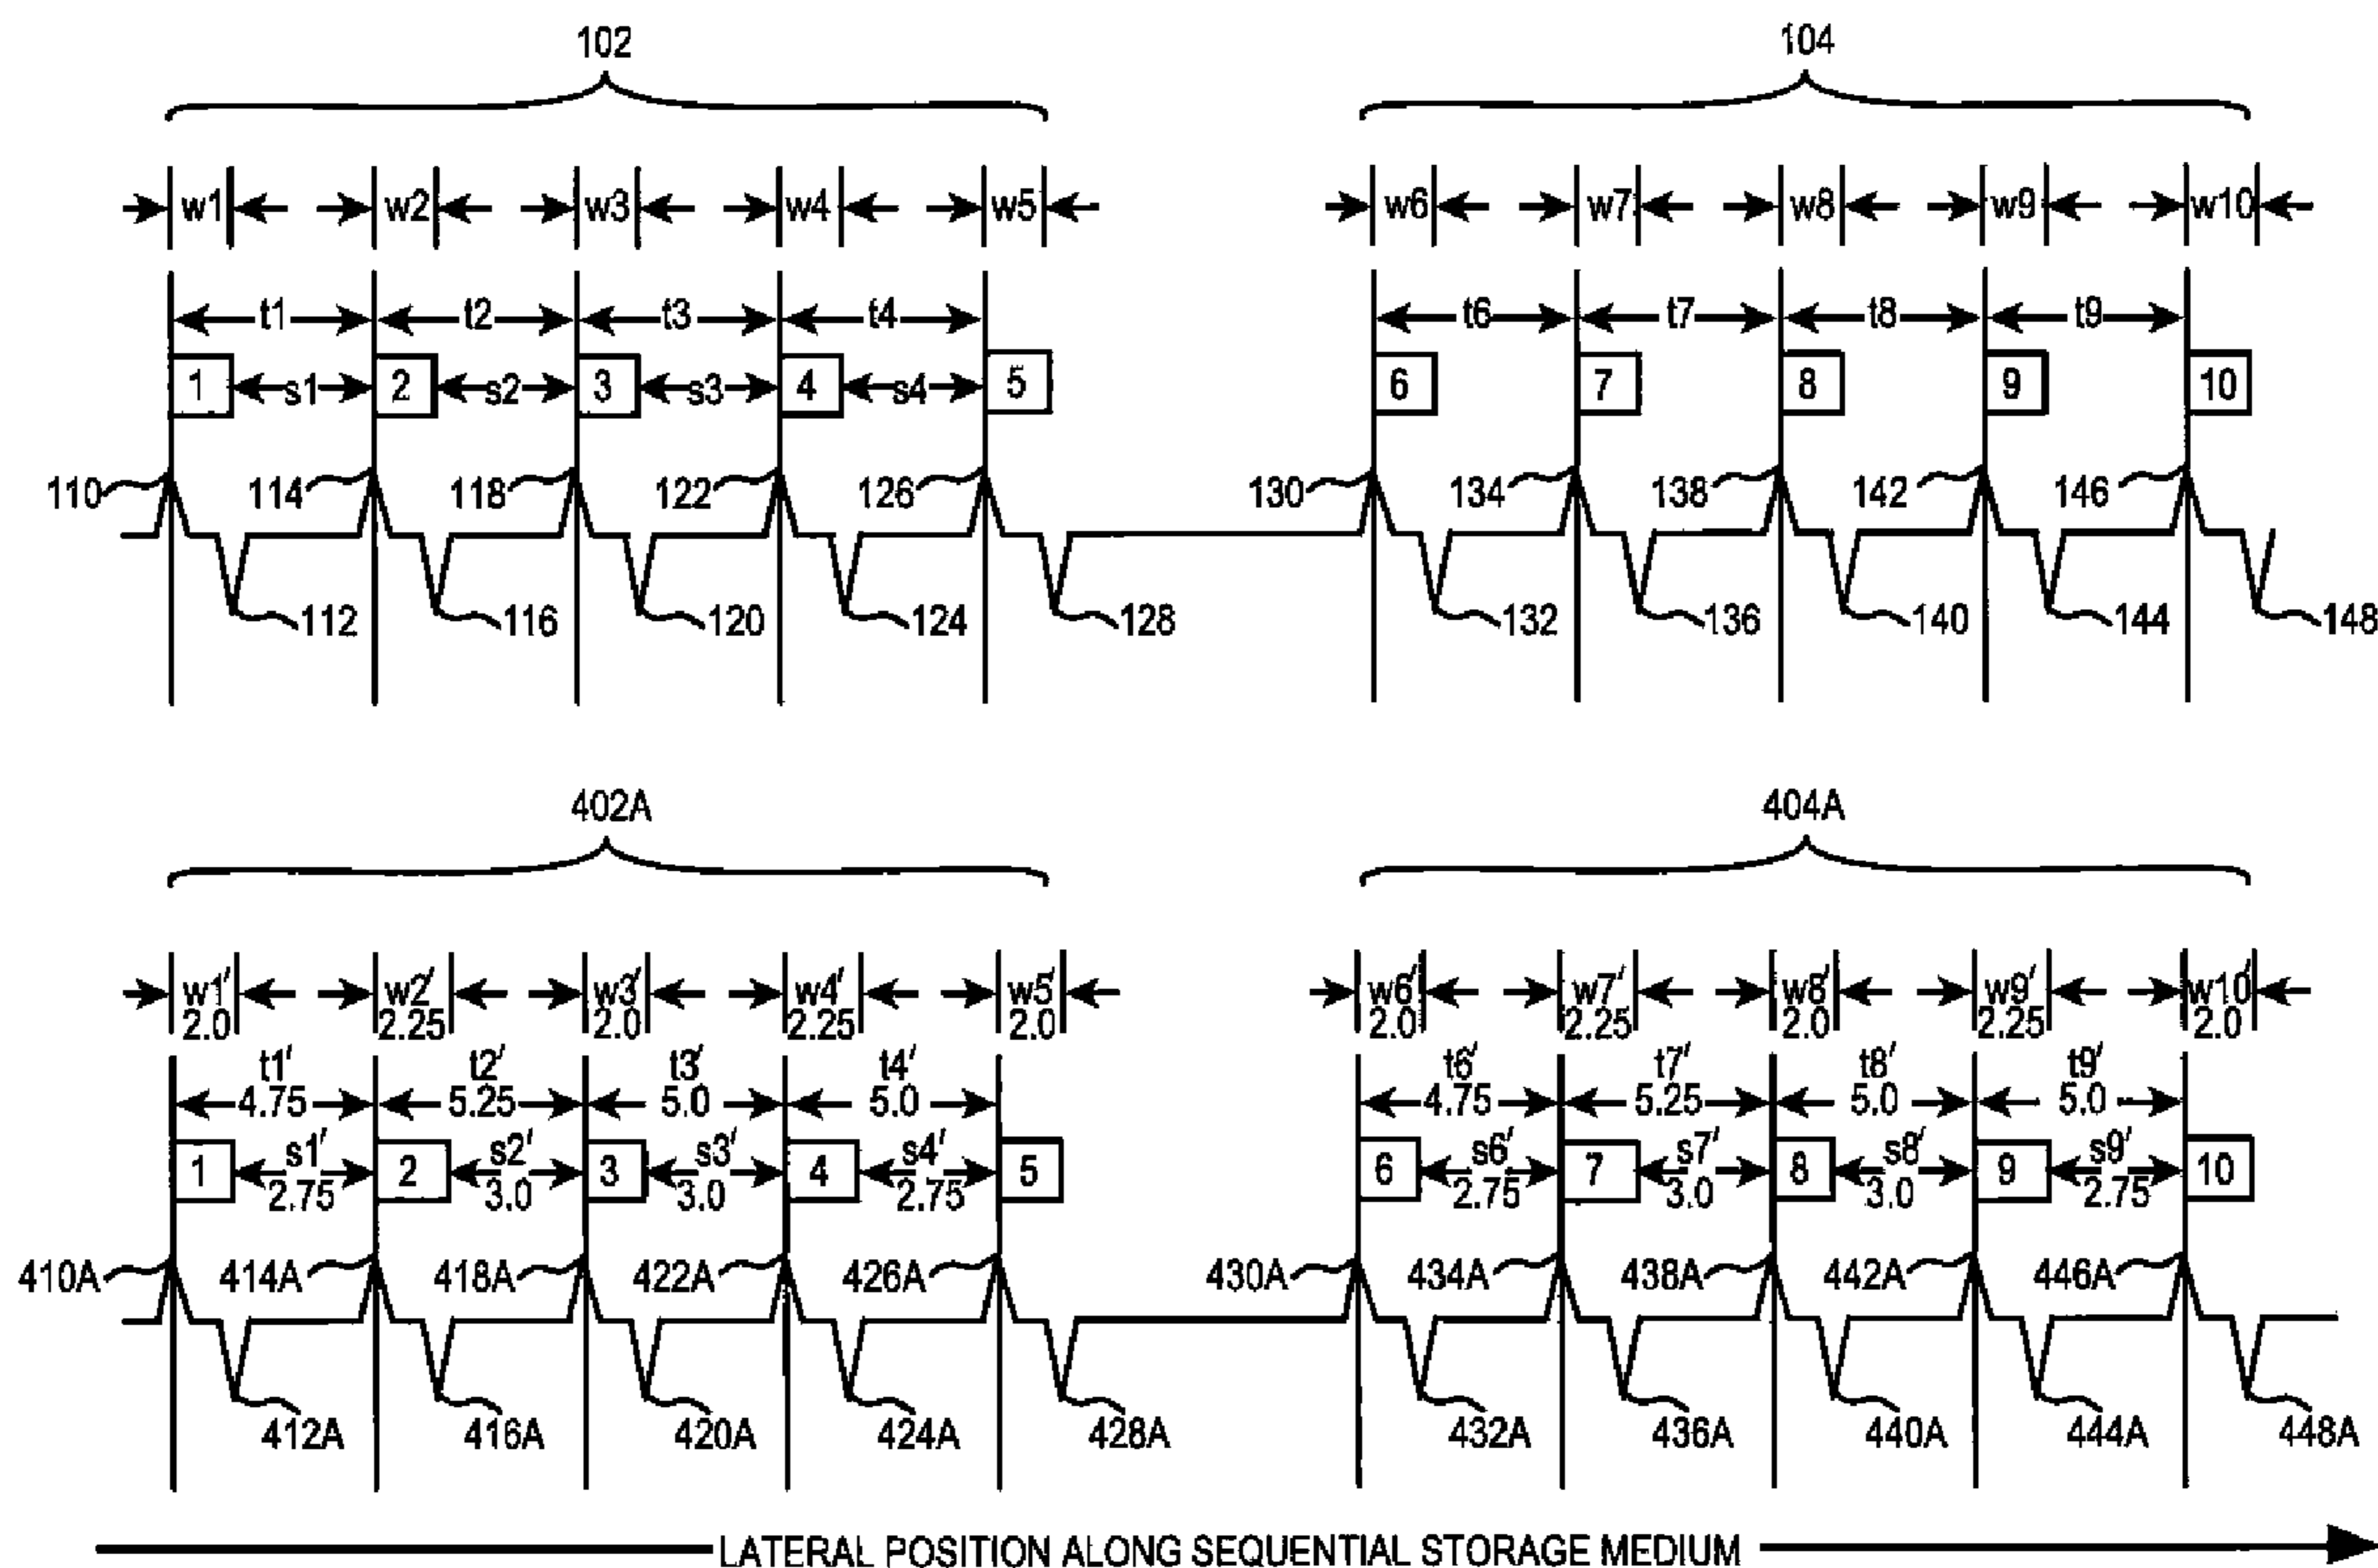 102 104
w1 w2 w3 w4 w5 w6 w7 w8 w9 w10
t1 t2 t3 t4 t6 t7 t8 t9
1 s1 2 s2 3 s3 4 s4 5 6 7 8 9 10
110 114 118 122 126 130 134 138 142 146
112 116 120 124 128 132 136 140 144 148
402A 404A
w1' w2' w3' w4' w5' w6' w7' w8' w9' w10'
2.0 2.25 2.0 2.25 2.0 2.0 2.25 2.0 2.25 2.0
t1' t2' t3' t4' t6' t7' t8' t9'
4.75 5.25 5.0 5.0 4.75 5.25 5.0 5.0
1 s1' 2 s2' 3 s3' 4 s4' 5 6 s6' 7 s7' 8 s8' 9 s9' 10
2.75 3.0 3.0 2.75 2.75 3.0 3.0 2.75
410A 414A 418A 422A 426A 430A 434A 438A 442A 446A
412A 416A 420A 424A 428A 432A 436A 440A 444A 448A
LATERAL POSITION ALONG SEQUENTIAL STORAGE MEDIUM